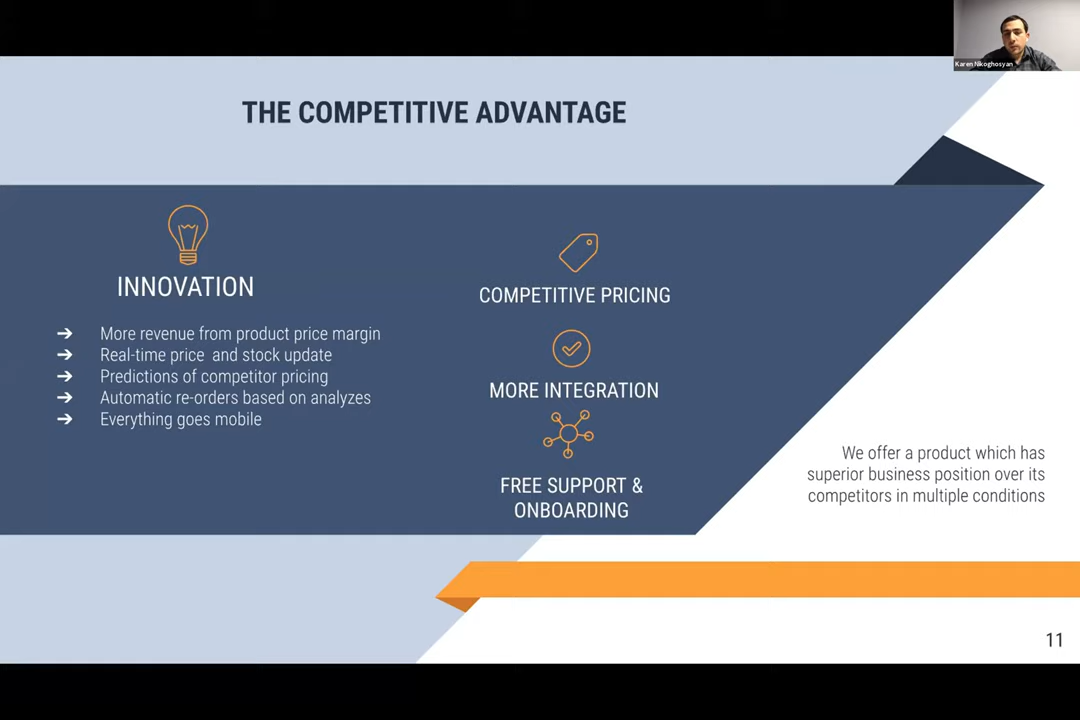 Karen Nikoghosyan
THE COMPETITIVE ADVANTAGE
INNOVATION
➔ More revenue from product price margin
➔ Real-time price and stock update
➔ Predictions of competitor pricing
➔ Automatic re-orders based on analyzes
➔ Everything goes mobile
COMPETITIVE PRICING
MORE INTEGRATION
FREE SUPPORT &
ONBOARDING
We offer a product which has
superior business position over its
competitors in multiple conditions
11